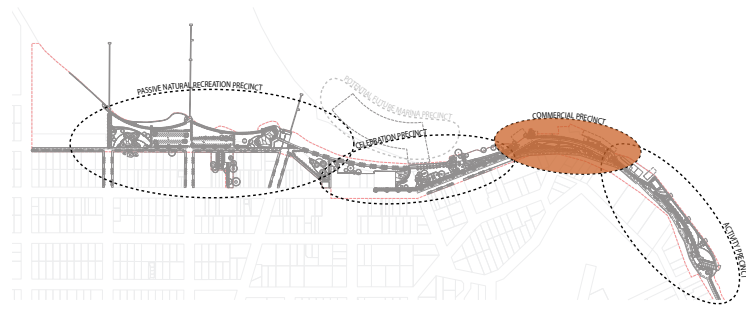 PASSIVE NATURAL RECREATION PRECINCT
POTENTIAL FUTURE MARINA PRECINCT
CELEBRATION PRECINCT
COMMERCIAL PRECINCT
ACTIVITY PRECINCT